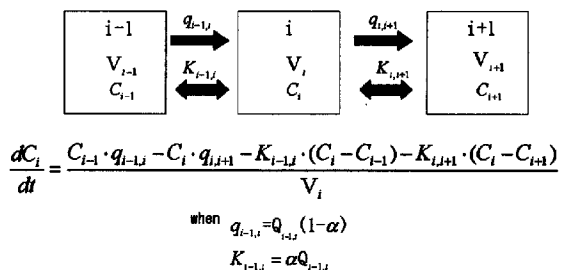 i-1 q_{i-1,i} i q_{i,i+1} i+1
V_{i-1} K_{i-1,i} V_i K_{i,i+1} V_{i+1}
C_{i-1} C_i C_{i+1}
dC_i/dt = (C_{i-1}·q_{i-1,i} − C_i·q_{i,i+1} − K_{i-1,i}·(C_i − C_{i-1}) − K_{i,i+1}·(C_i − C_{i+1})) / V_i
when q_{i-1,i}=Q_{i-1,i}(1-α)
K_{i-1,i} = αQ_{i-1,i}